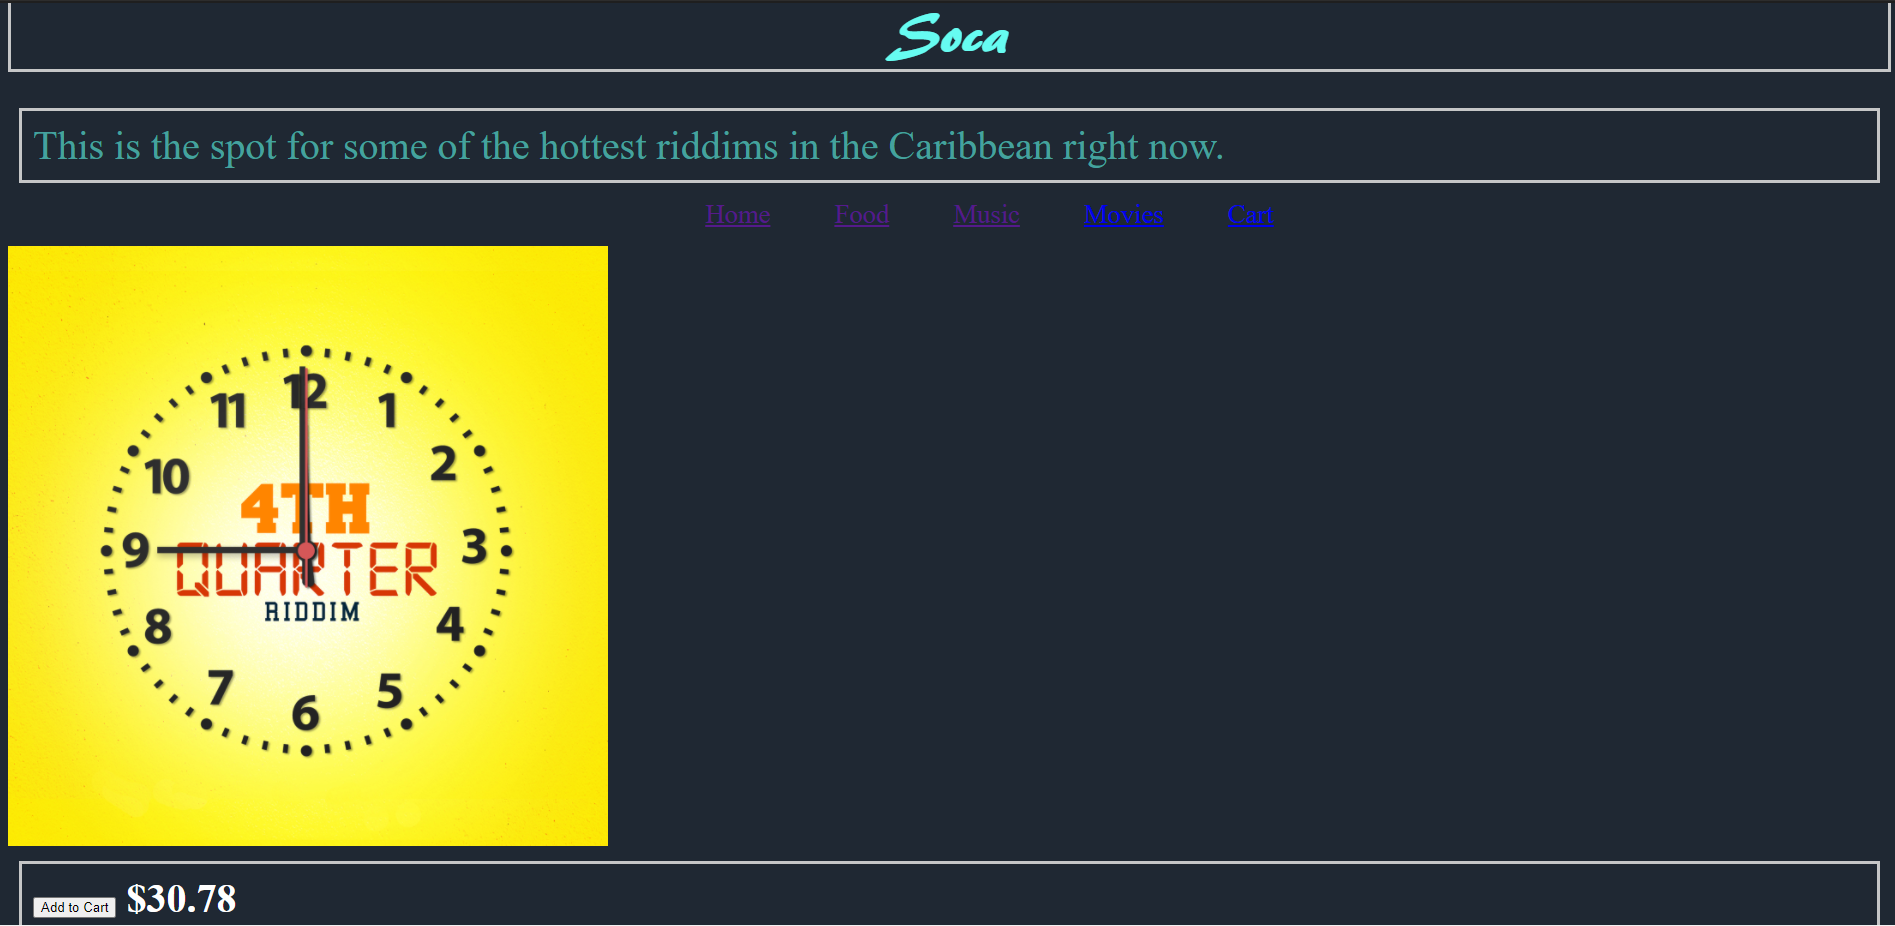 Soca
This is the spot for some of the hottest riddims in the Caribbean right now.
Home Food Music Movies Cart
12
11 1
10 2
4TH
9 3
QUARTER
RIDDIM
8 4
7 5
6
Add to Cart $30.78